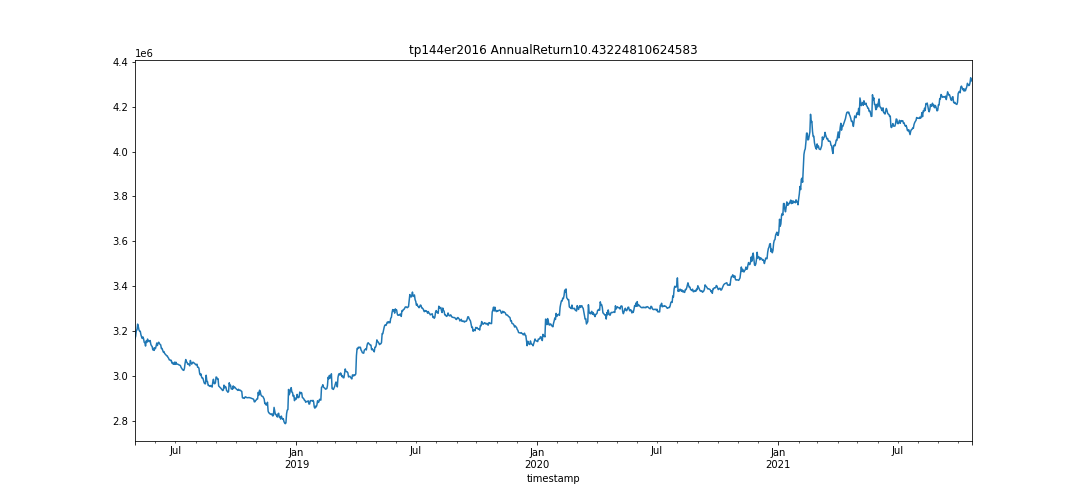 tp144er2016 AnnualReturn10.43224810624583
1e6
4.4
4.2
4.0
3.8
3.6
3.4
3.2
3.0
2.8
Jul Jan Jul Jan Jul Jan Jul
2019 2020 2021
timestamp